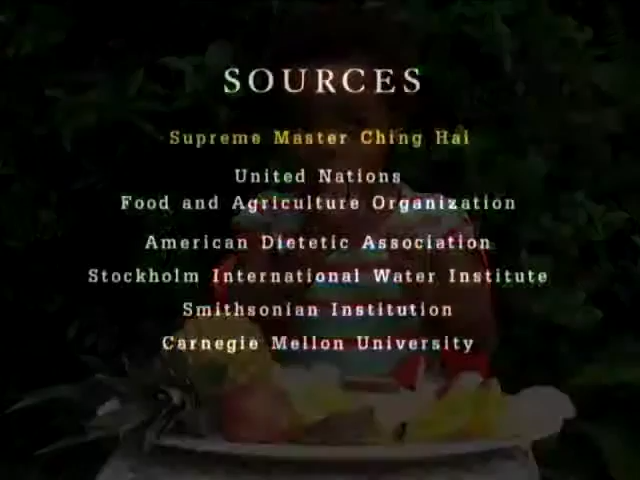 SOURCES
Supreme Master Ching Hai
United Nations
Food and Agriculture Organization
American Dietetic Association
Stockholm International Water Institute
Smithsonian Institution
Carnegie Mellon University